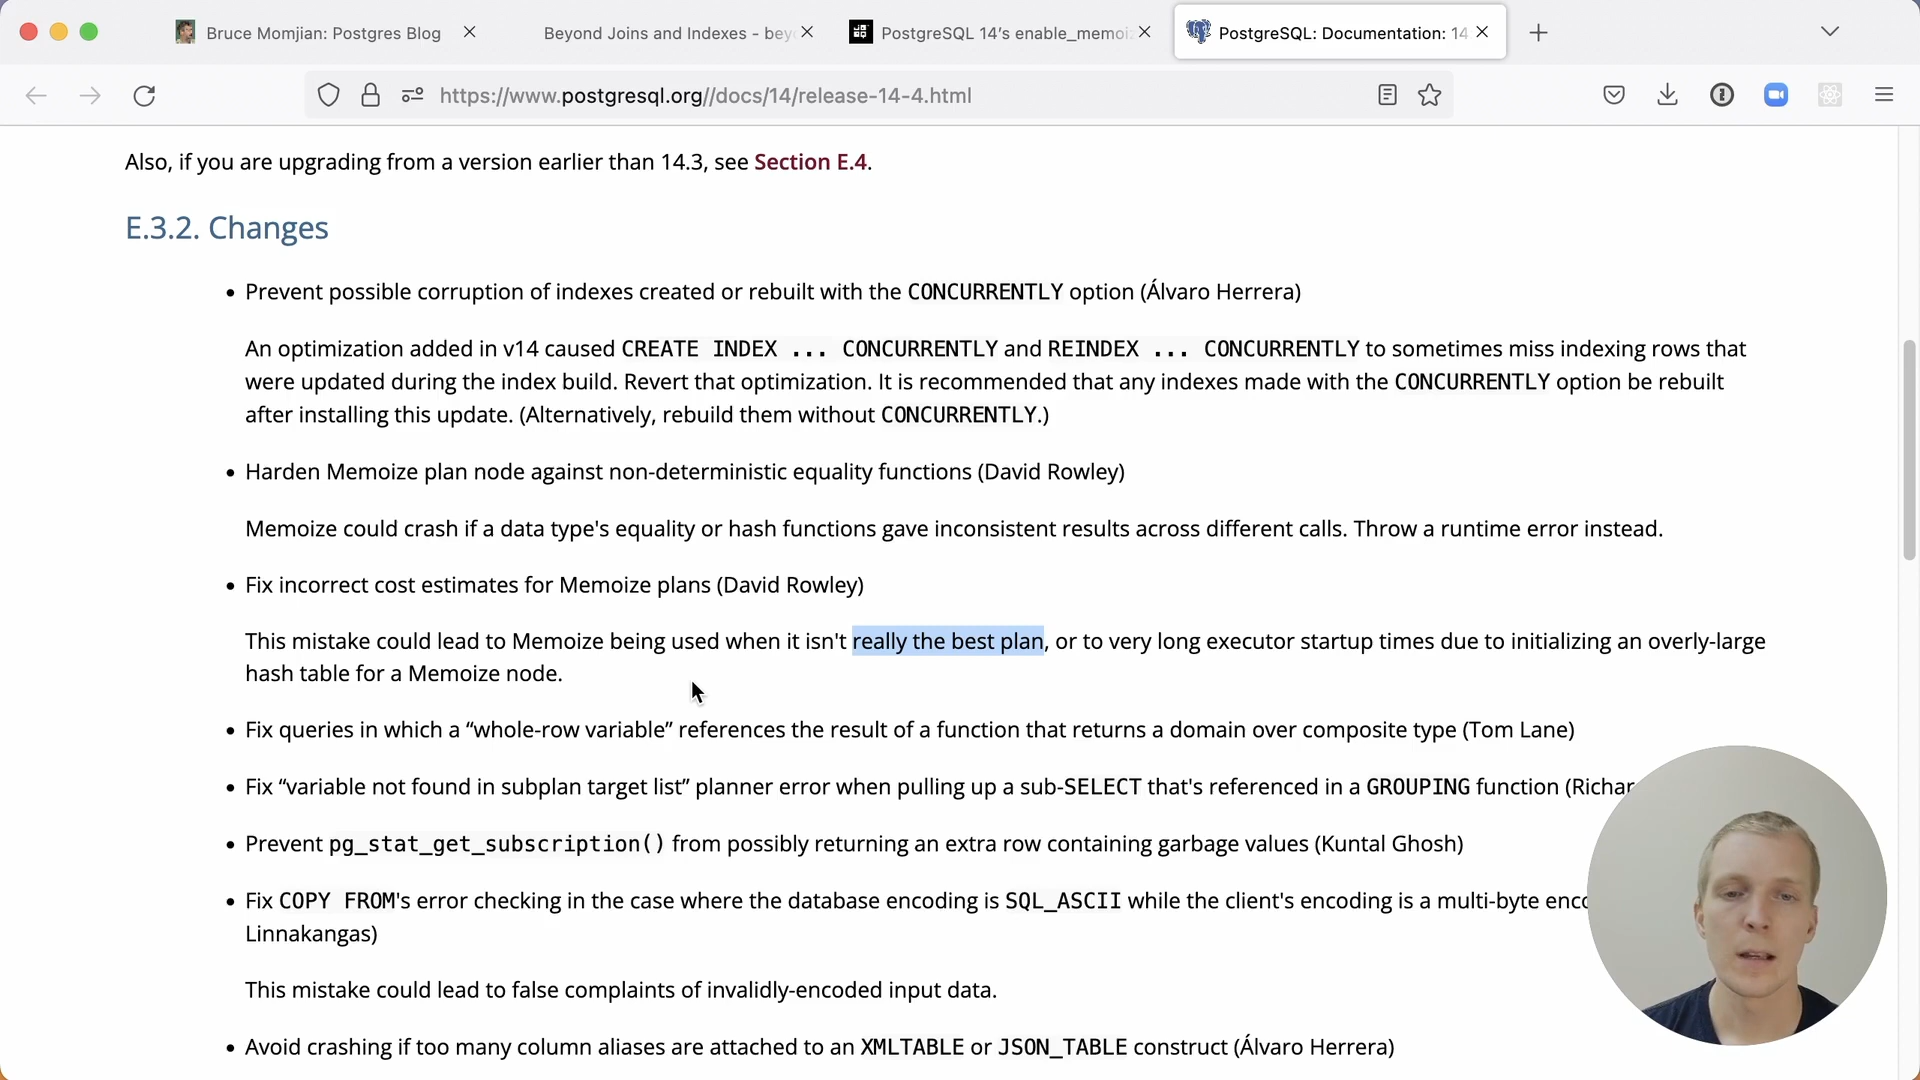 Bruce Momjian: Postgres Blog
Beyond Joins and Indexes - bey
PostgreSQL 14's enable_memoi
PostgreSQL: Documentation: 14
https://www.postgresql.org//docs/14/release-14-4.html
Also, if you are upgrading from a version earlier than 14.3, see Section E.4.
E.3.2. Changes
• Prevent possible corruption of indexes created or rebuilt with the CONCURRENTLY option (Álvaro Herrera)
An optimization added in v14 caused CREATE INDEX ... CONCURRENTLY and REINDEX ... CONCURRENTLY to sometimes miss indexing rows that
were updated during the index build. Revert that optimization. It is recommended that any indexes made with the CONCURRENTLY option be rebuilt
after installing this update. (Alternatively, rebuild them without CONCURRENTLY.)
• Harden Memoize plan node against non-deterministic equality functions (David Rowley)
Memoize could crash if a data type's equality or hash functions gave inconsistent results across different calls. Throw a runtime error instead.
• Fix incorrect cost estimates for Memoize plans (David Rowley)
This mistake could lead to Memoize being used when it isn't really the best plan, or to very long executor startup times due to initializing an overly-large
hash table for a Memoize node.
• Fix queries in which a “whole-row variable” references the result of a function that returns a domain over composite type (Tom Lane)
• Fix “variable not found in subplan target list” planner error when pulling up a sub-SELECT that's referenced in a GROUPING function (Richar
• Prevent pg_stat_get_subscription() from possibly returning an extra row containing garbage values (Kuntal Ghosh)
• Fix COPY FROM's error checking in the case where the database encoding is SQL_ASCII while the client's encoding is a multi-byte enco
Linnakangas)
This mistake could lead to false complaints of invalidly-encoded input data.
• Avoid crashing if too many column aliases are attached to an XMLTABLE or JSON_TABLE construct (Álvaro Herrera)